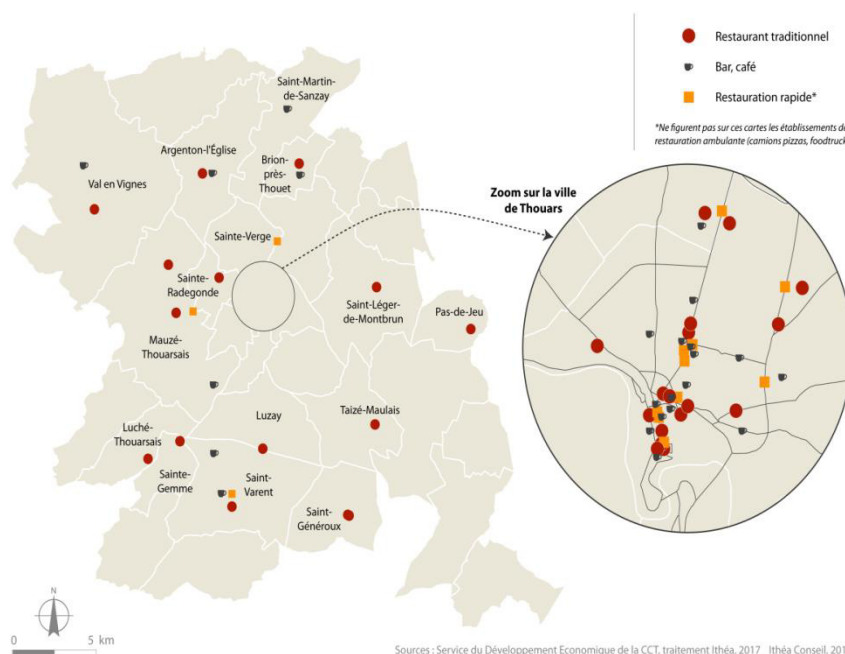 Restaurant traditionnel
Bar, café
Restauration rapide*
*Ne figurent pas sur ces cartes les établissements de
restauration ambulante (camions pizzas, foodtruck
Saint-Martin-
de-Sanzay
Argenton-l'Église
Brion-
près-
Thouet
Val en Vignes
Zoom sur la ville
de Thouars
Sainte-Verge
Sainte-
Radegonde
Saint-Léger-
de-Montbrun
Pas-de-Jeu
Mauzé-
Thouarsais
Luché-
Thouarsais
Luzay
Taizé-Maulais
Sainte-
Gemme
Saint-
Varent
Saint-
Généroux
N
0 5 km
Sources : Service du Développement Economique de la CCT, traitement Ithéa, 2017 Ithéa Conseil, 201